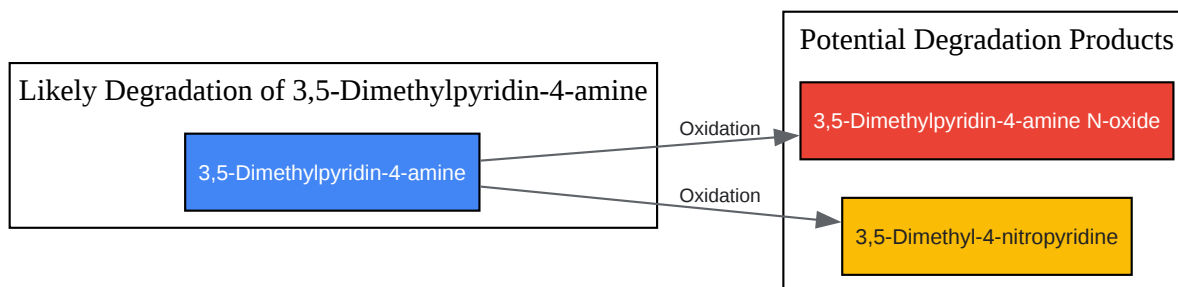 Likely Degradation of 3,5-Dimethylpyridin-4-amine
3,5-Dimethylpyridin-4-amine
Oxidation
Oxidation
Potential Degradation Products
3,5-Dimethylpyridin-4-amine N-oxide
3,5-Dimethyl-4-nitropyridine